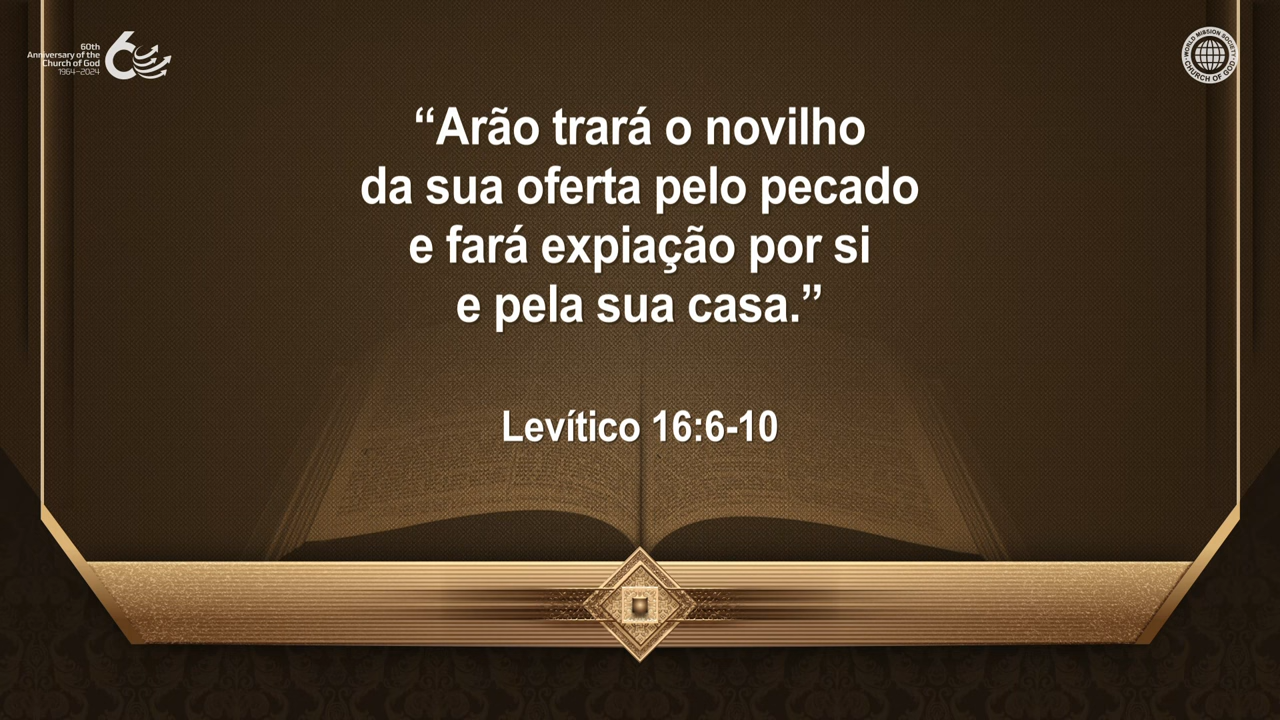 60th
Anniversary of the
Church of God
1964–2024
60
WORLD MISSION SOCIETY
CHURCH OF GOD
“Arão trará o novilho
da sua oferta pelo pecado
e fará expiação por si
e pela sua casa.”
Levítico 16:6-10